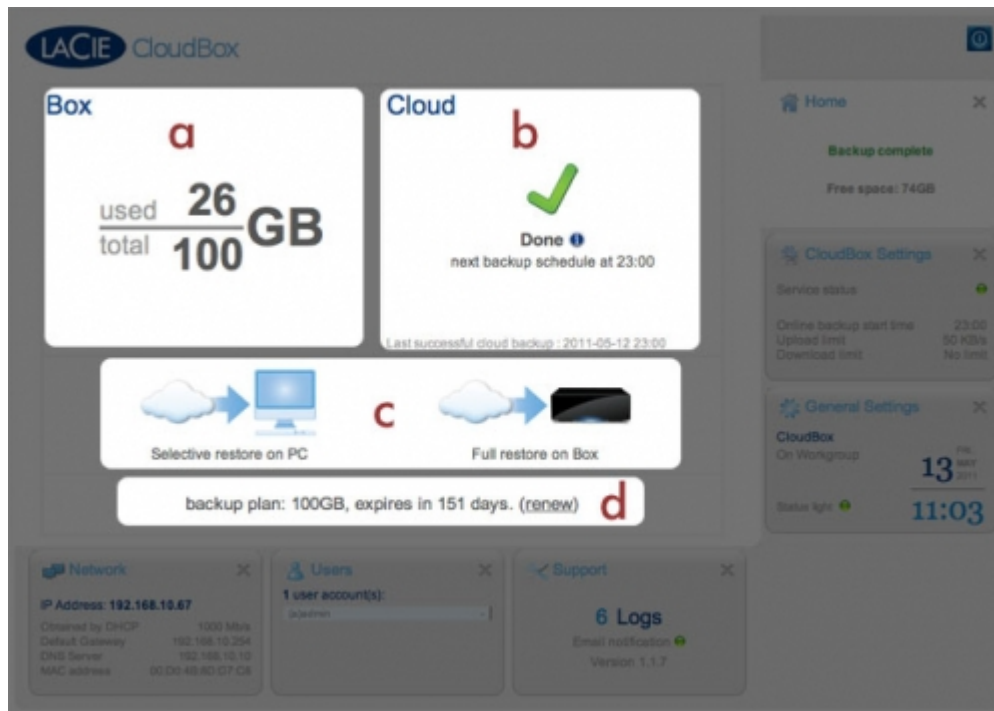 LACIE CloudBox
Box
a
used 26
total 100 GB
Cloud
b
Done
next backup schedule at 23:00
Last successful cloud backup : 2011-05-12 23:00
c
Selective restore on PC
Full restore on Box
backup plan: 100GB, expires in 151 days. (renew)
d
Home
Backup complete
Free space: 74GB
CloudBox Settings
Service status
Online backup start time 23:00
Upload limit 50 KB/s
Download limit No limit
General Settings
CloudBox
On Workgroup
13 MAY 2011
Status light
11:03
Network
IP Address: 192.168.10.67
Obtained by DHCP 1000 Mb/s
Default Gateway 192.168.10.254
DNS Server 192.168.10.10
MAC address
Users
1 user account(s):
Support
6 Logs
Email notification
Version 1.1.7